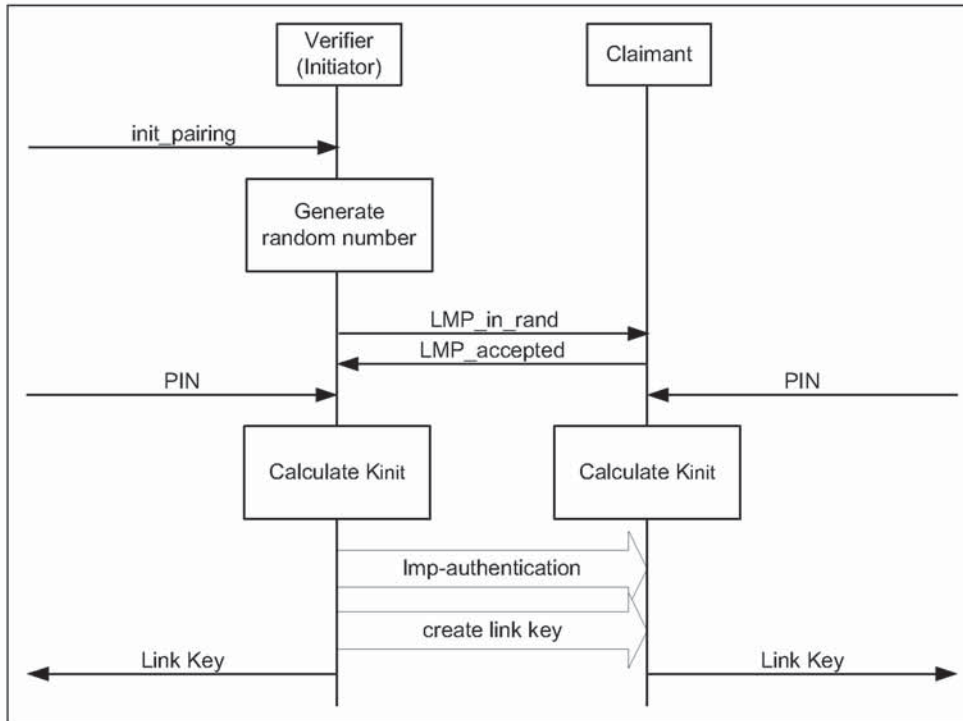 Verifier
(Initiator)
Claimant
init_pairing
Generate
random number
LMP_in_rand
LMP_accepted
PIN
PIN
Calculate Kinit
Calculate Kinit
lmp-authentication
create link key
Link Key
Link Key